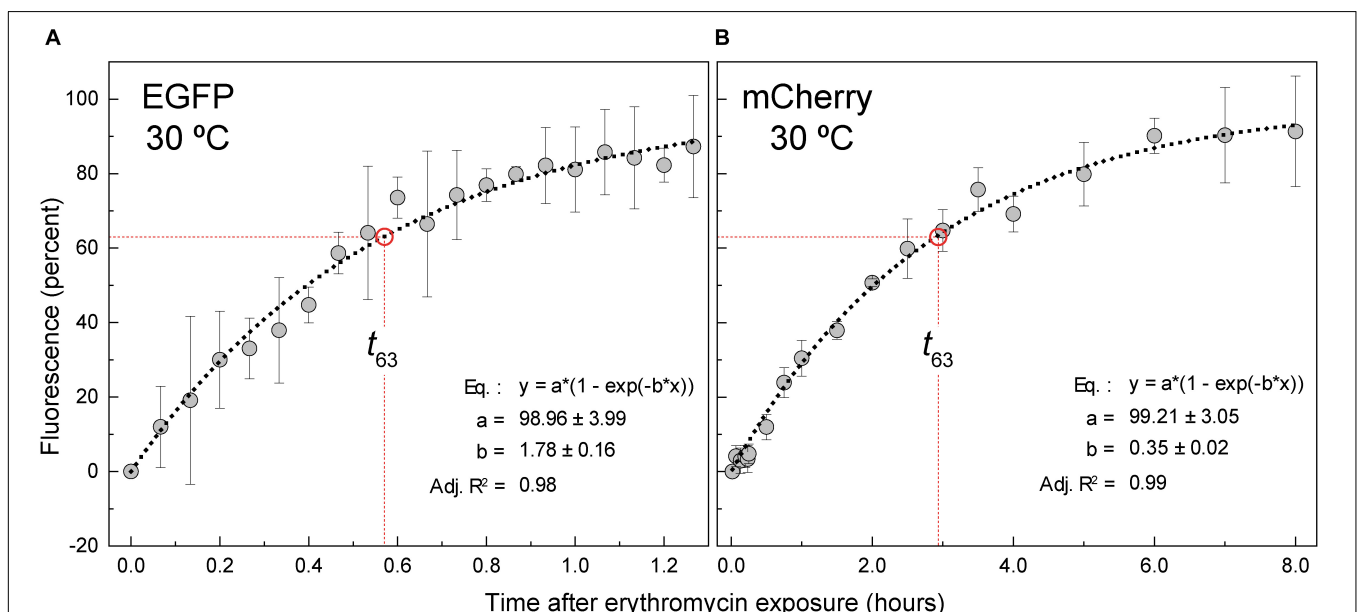 A
B
EGFP
30 ºC
mCherry
30 ºC
Fluorescence (percent)
100
80
60
40
20
0
-20
t63
Eq. : y = a*(1 - exp(-b*x))
a = 98.96 ± 3.99
b = 1.78 ± 0.16
Adj. R² = 0.98
t63
Eq. : y = a*(1 - exp(-b*x))
a = 99.21 ± 3.05
b = 0.35 ± 0.02
Adj. R² = 0.99
0.0 0.2 0.4 0.6 0.8 1.0 1.2
0.0 2.0 4.0 6.0 8.0
Time after erythromycin exposure (hours)